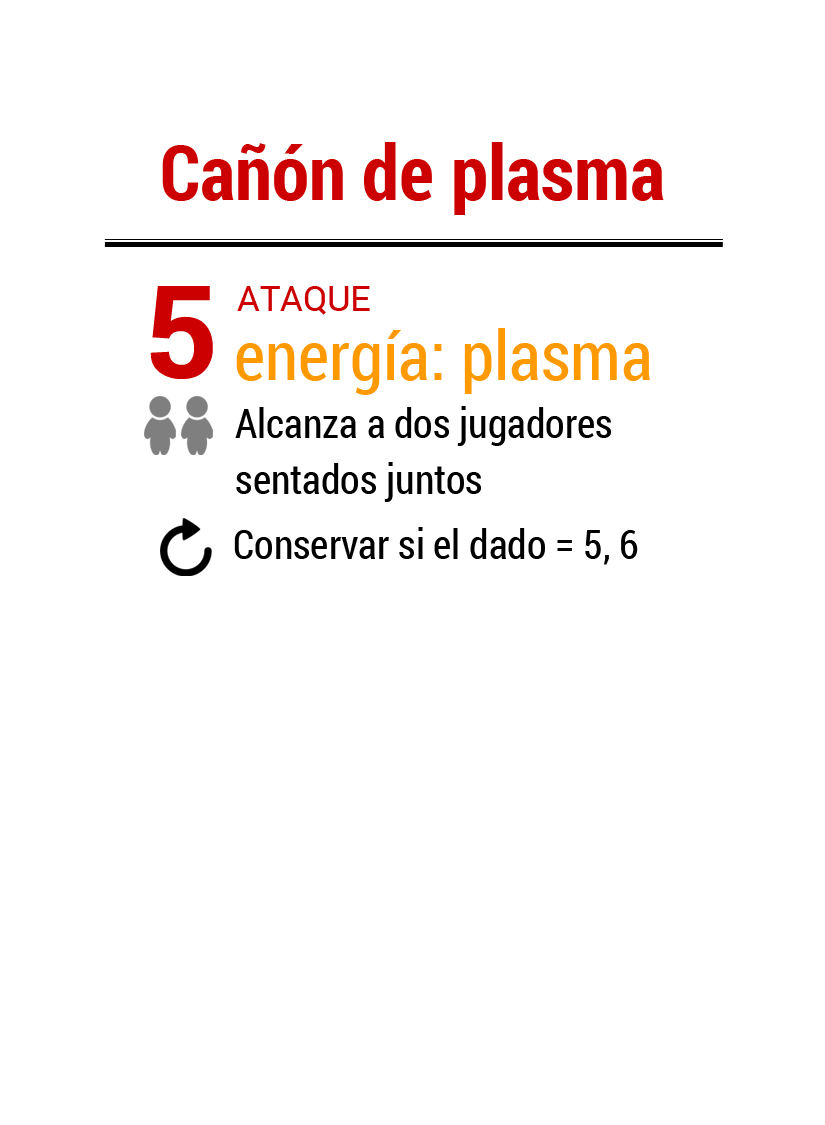 Cañón de plasma
5 ATAQUE
energía: plasma
Alcanza a dos jugadores
sentados juntos
Conservar si el dado = 5, 6